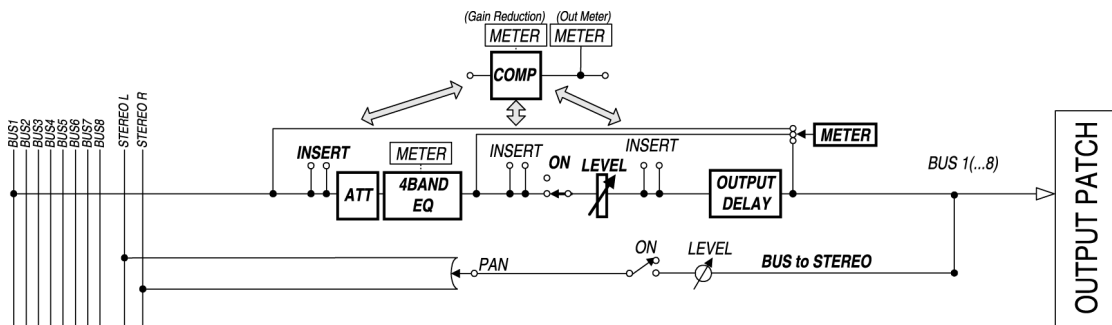 (Gain Reduction) (Out Meter)
METER METER
COMP
BUS1
BUS2
BUS3
BUS4
BUS5
BUS6
BUS7
BUS8
STEREO L
STEREO R
METER
INSERT
METER
INSERT
ON
LEVEL
INSERT
BUS 1(...8)
ATT
4BAND
EQ
OUTPUT
DELAY
OUTPUT PATCH
PAN
ON
LEVEL
BUS to STEREO